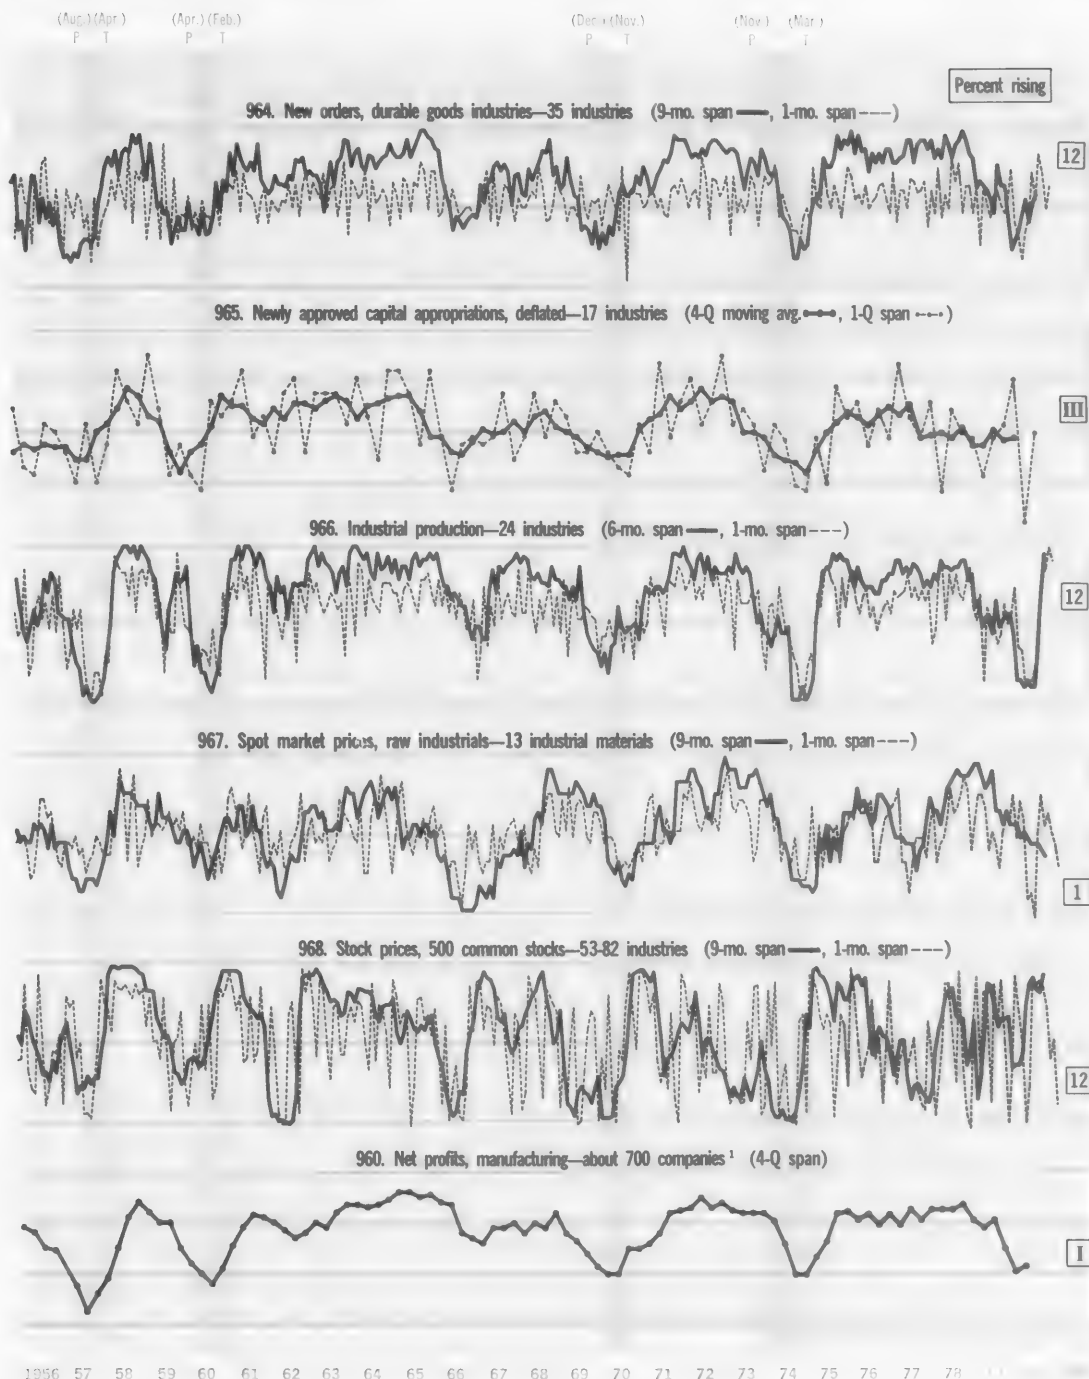 (Aug.) (Apr.) (Apr.) (Feb.) (Dec.) (Nov.) (Nov.) (Mar.)
P T P T P T P T
Percent rising
964. New orders, durable goods industries—35 industries (9-mo. span ——, 1-mo. span ----)
12
965. Newly approved capital appropriations, deflated—17 industries (4-Q moving avg. •—•—•, 1-Q span •--•--•)
III
966. Industrial production—24 industries (6-mo. span ——, 1-mo. span ----)
12
967. Spot market prices, raw industrials—13 industrial materials (9-mo. span ——, 1-mo. span ----)
1
968. Stock prices, 500 common stocks—53-82 industries (9-mo. span ——, 1-mo. span ----)
12
960. Net profits, manufacturing—about 700 companies ¹ (4-Q span)
I
1956 57 58 59 60 61 62 63 64 65 66 67 68 69 70 71 72 73 74 75 76 77 78